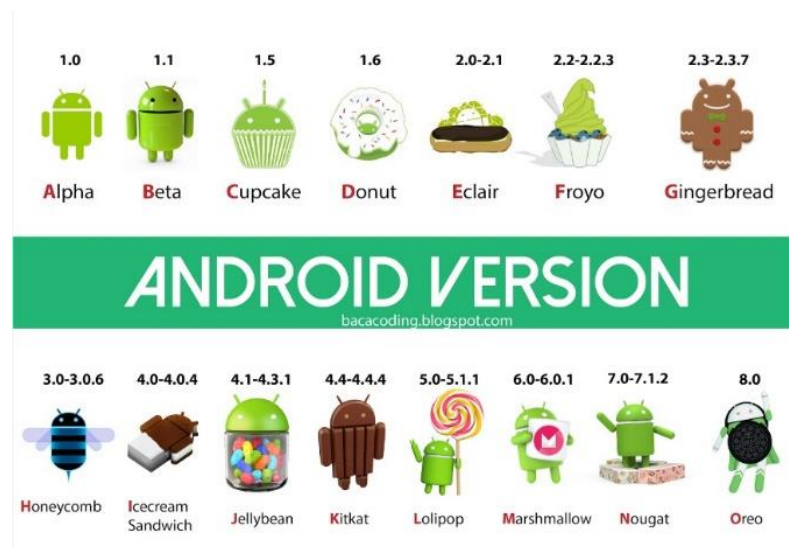 1.0 1.1 1.5 1.6 2.0-2.1 2.2-2.2.3 2.3-2.3.7
Alpha Beta Cupcake Donut Eclair Froyo Gingerbread
ANDROID VERSION
bacacoding.blogspot.com
3.0-3.0.6 4.0-4.0.4 4.1-4.3.1 4.4-4.4.4 5.0-5.1.1 6.0-6.0.1 7.0-7.1.2 8.0
M
Honeycomb Icecream Jellybean Kitkat Lolipop Marshmallow Nougat Oreo
Sandwich